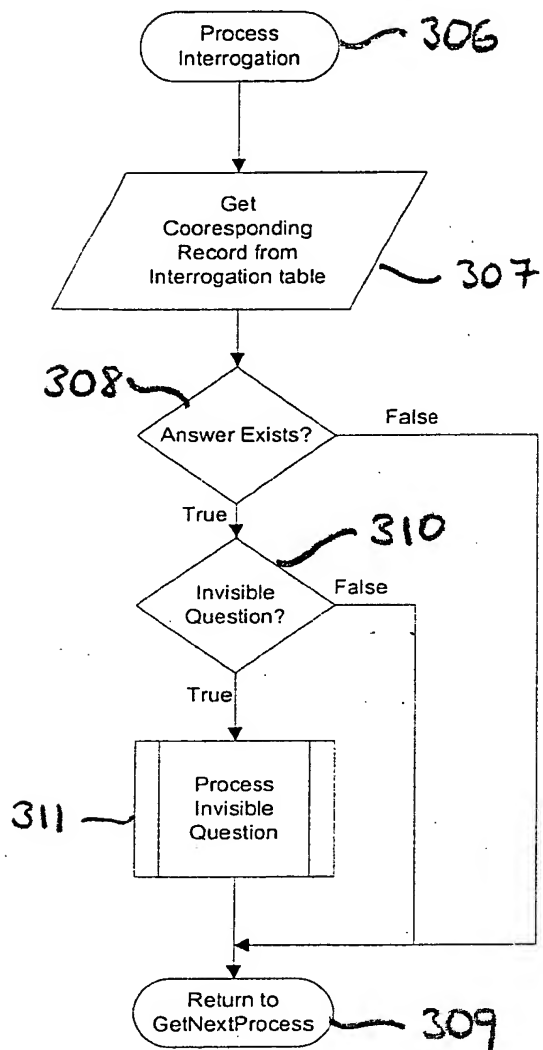 Process
Interrogation
306
Get
Cooresponding
Record from
Interrogation table
307
308
Answer Exists?
False
True
310
Invisible
Question?
False
True
311
Process
Invisible
Question
Return to
GetNextProcess
309